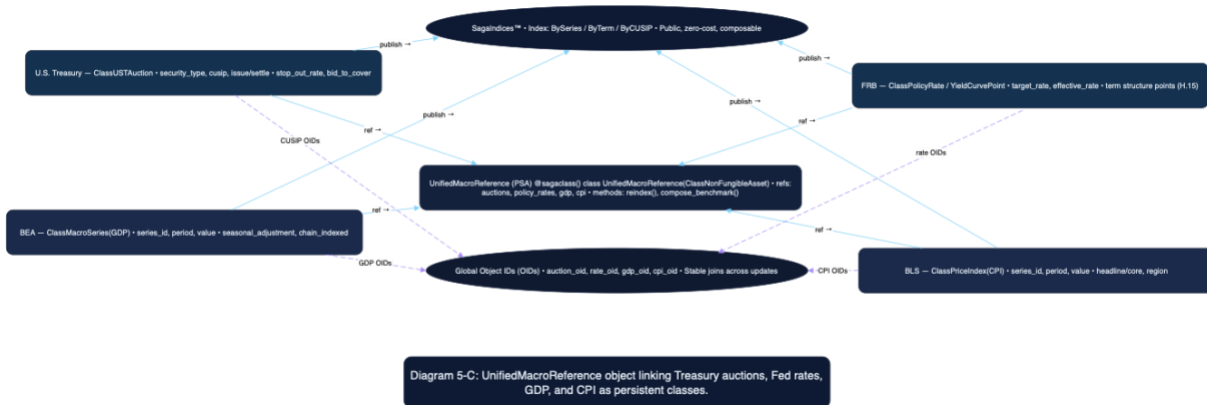 SagaIndices™ • Index: BySeries / ByTerm / ByCUSIP • Public, zero-cost, composable
publish →
publish →
U.S. Treasury — ClassUSTAuction • security_type, cusip, issue/settle • stop_out_rate, bid_to_cover
FRB — ClassPolicyRate / YieldCurvePoint • target_rate, effective_rate • term structure points (H.15)
publish →
publish →
ref →
ref →
CUSIP OIDs
rate OIDs
UnifiedMacroReference (PSA) @sagaclass() class UnifiedMacroReference(ClassNonFungibleAsset) • refs:
auctions, policy_rates, gdp, cpi • methods: reindex(), compose_benchmark()
ref →
BEA — ClassMacroSeries(GDP) • series_id, period, value • seasonal_adjustment, chain_indexed
ref →
GDP OIDs
Global Object IDs (OIDs) • auction_oid, rate_oid, gdp_oid, cpi_oid • Stable joins across updates
CPI OIDs
BLS — ClassPriceIndex(CPI) • series_id, period, value • headline/core, region
Diagram 5-C: UnifiedMacroReference object linking Treasury auctions, Fed rates,
GDP, and CPI as persistent classes.